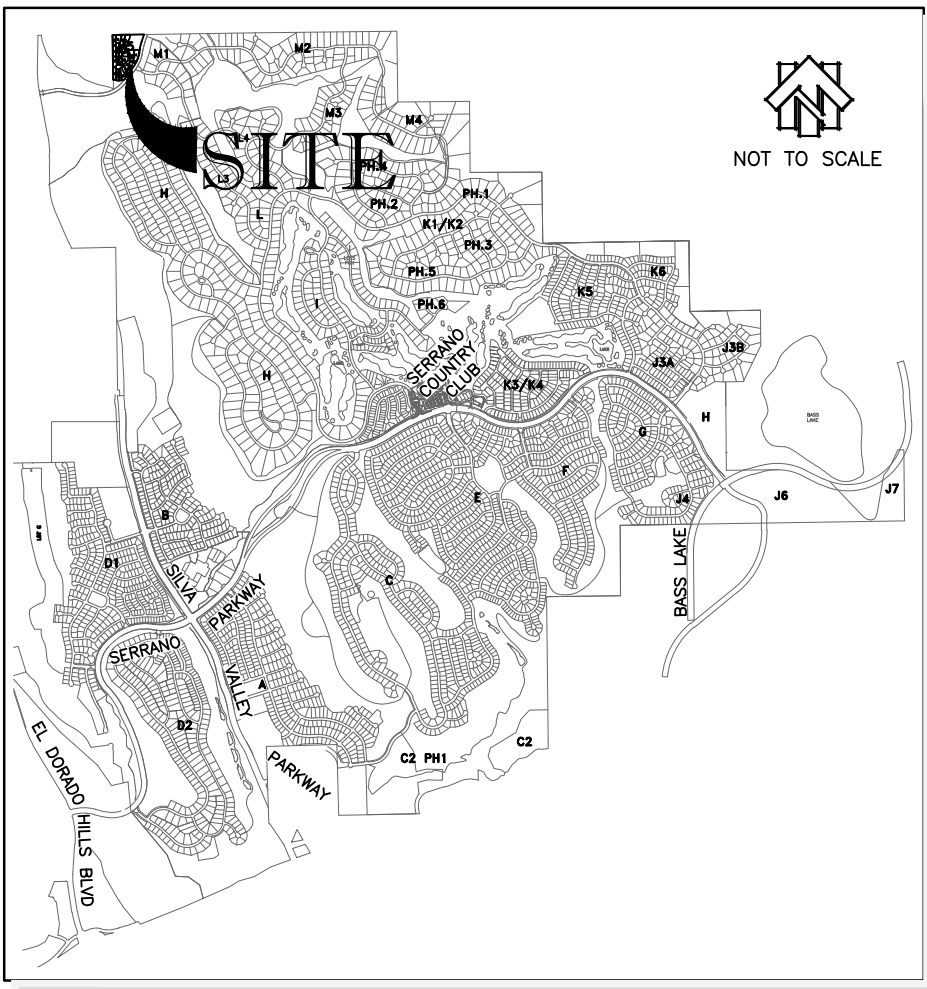 M1
M2
M3
M4
NOT TO SCALE
SITE
L4
PH.4
L3
H
PH.2
PH.1
L
K1/K2
PH.3
PH.5
K6
K5
I
PH.6
SERRANO
COUNTRY
CLUB
J3B
J3A
H
K3/K4
H
BASS
LAKE
G
F
E
J4
J6
J7
B
D1
BASS LAKE
SILVA
PARKWAY
C
SERRANO
VALLEY
A
D2
C2
C2 PH1
EL DORADO
HILLS BLVD
PARKWAY